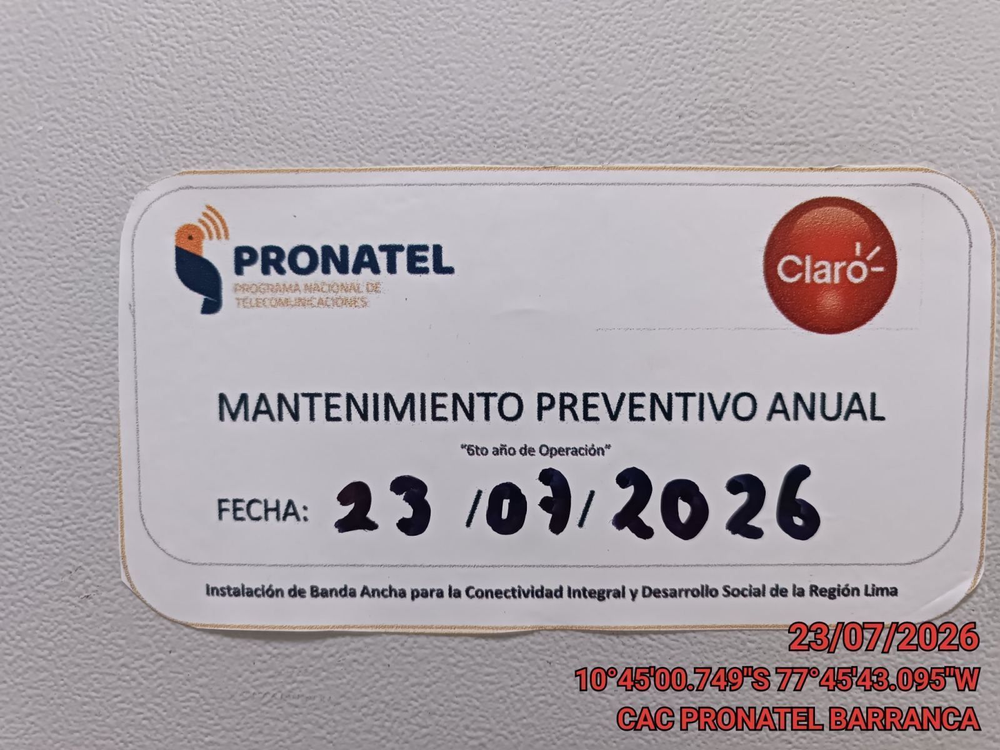 PRONATEL
PROGRAMA NACIONAL DE
TELECOMUNICACIONES
Claro
MANTENIMIENTO PREVENTIVO ANUAL
"6to año de Operación"
FECHA: 23 /07/ 2026
Instalación de Banda Ancha para la Conectividad Integral y Desarrollo Social de la Región Lima
23/07/2026
10°45'00.749"S 77°45'43.095"W
CAC PRONATEL BARRANCA